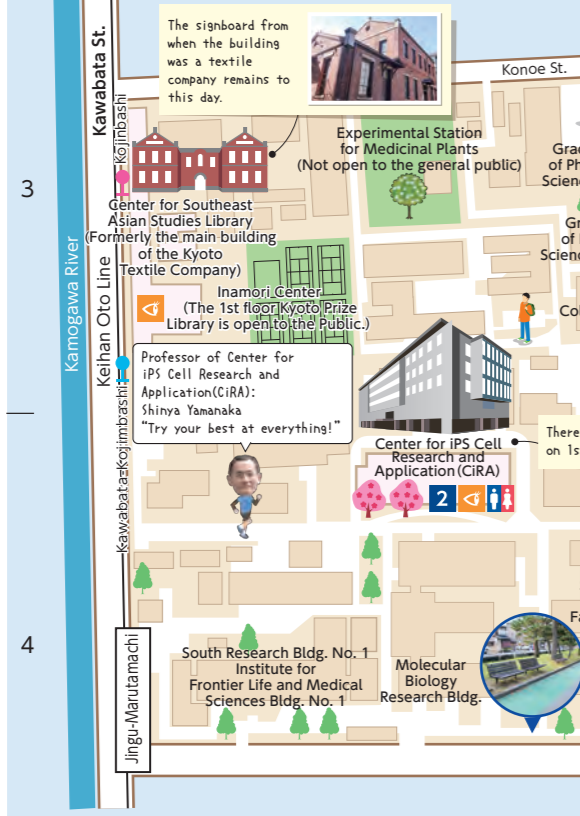 The signboard from
when the building
was a textile
company remains to
this day.
Konoe St.
Kawabata St.
Kojinbashi
Experimental Station
for Medicinal Plants
(Not open to the general public)
3
Center for Southeast
Asian Studies Library
(Formerly the main building
of the Kyoto
Textile Company)
Kamogawa River
Keihan Oto Line
Inamori Center
(The 1st floor Kyoto Prize
Library is open to the Public.)
Professor of Center for
iPS Cell Research and
Application(CiRA):
Shinya Yamanaka
“Try your best at everything!”
Kawabata-Kojimbashi
Center for iPS Cell
Research and
Application(CiRA)
2
There
on 1s
4
South Research Bldg. No. 1
Institute for
Frontier Life and Medical
Sciences Bldg. No. 1
Molecular
Biology
Research Bldg.
Jingu-Marutamachi